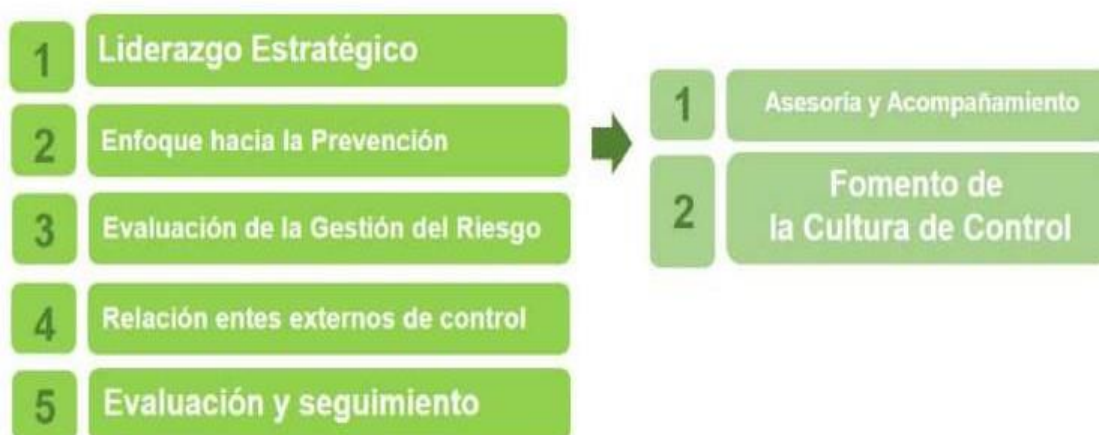 1 Liderazgo Estratégico
2 Enfoque hacia la Prevención
3 Evaluación de la Gestión del Riesgo
4 Relación entes externos de control
5 Evaluación y seguimiento
1 Asesoría y Acompañamiento
2 Fomento de
la Cultura de Control